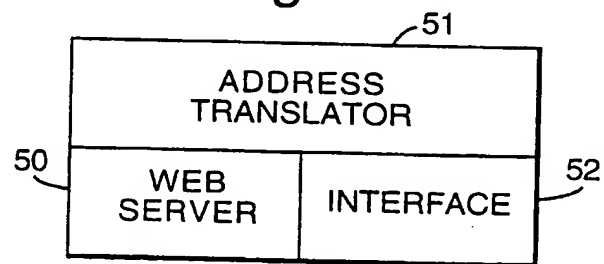 51
ADDRESS
TRANSLATOR
50
WEB
SERVER
INTERFACE
52